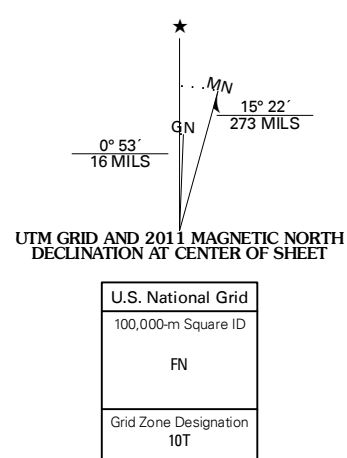 ★
MN
15° 22´
273 MILS
GN
0° 53´
16 MILS
UTM GRID AND 2011 MAGNETIC NORTH
DECLINATION AT CENTER OF SHEET
U.S. National Grid
100,000-m Square ID
FN
Grid Zone Designation
10T